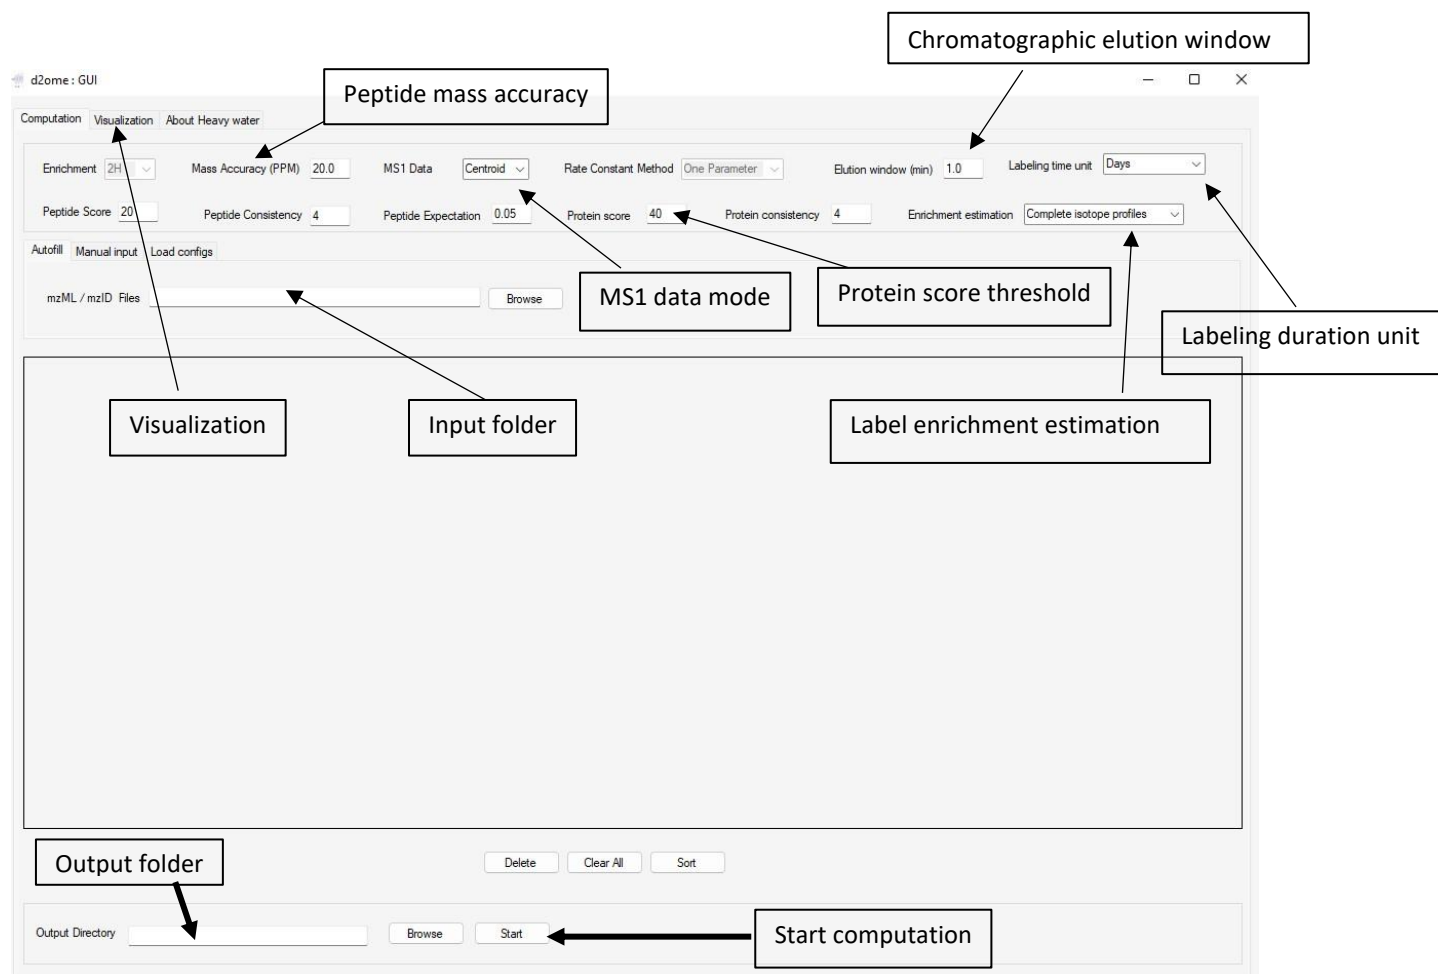 Chromatographic elution window
d2ome : GUI
Peptide mass accuracy
Computation Visualization About Heavy water
Enrichment 2H Mass Accuracy (PPM) 20.0 MS1 Data Centroid Rate Constant Method One Parameter Elution window (min) 1.0 Labeling time unit Days
Peptide Score 20 Peptide Consistency 4 Peptide Expectation 0.05 Protein score 40 Protein consistency 4 Enrichment estimation Complete isotope profiles
Autofill Manual input Load configs
mzML / mzID Files Browse
MS1 data mode
Protein score threshold
Labeling duration unit
Visualization
Input folder
Label enrichment estimation
Output folder
Delete Clear All Sort
Output Directory Browse Start
Start computation